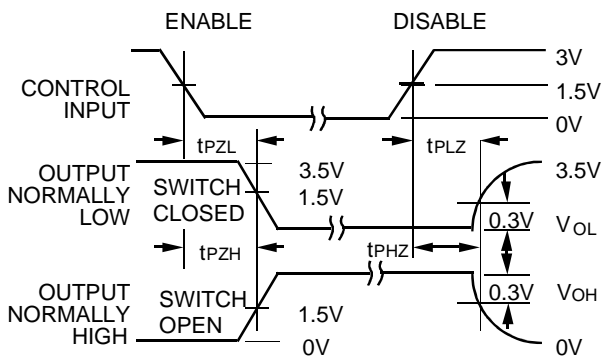 ENABLE DISABLE
CONTROL INPUT
3V
1.5V
0V
tPZL tPLZ
OUTPUT NORMALLY LOW
SWITCH CLOSED
3.5V
1.5V
3.5V
0.3V VOL
tPZH tPHZ
OUTPUT NORMALLY HIGH
SWITCH OPEN
1.5V
0V
0.3V VOH
0V